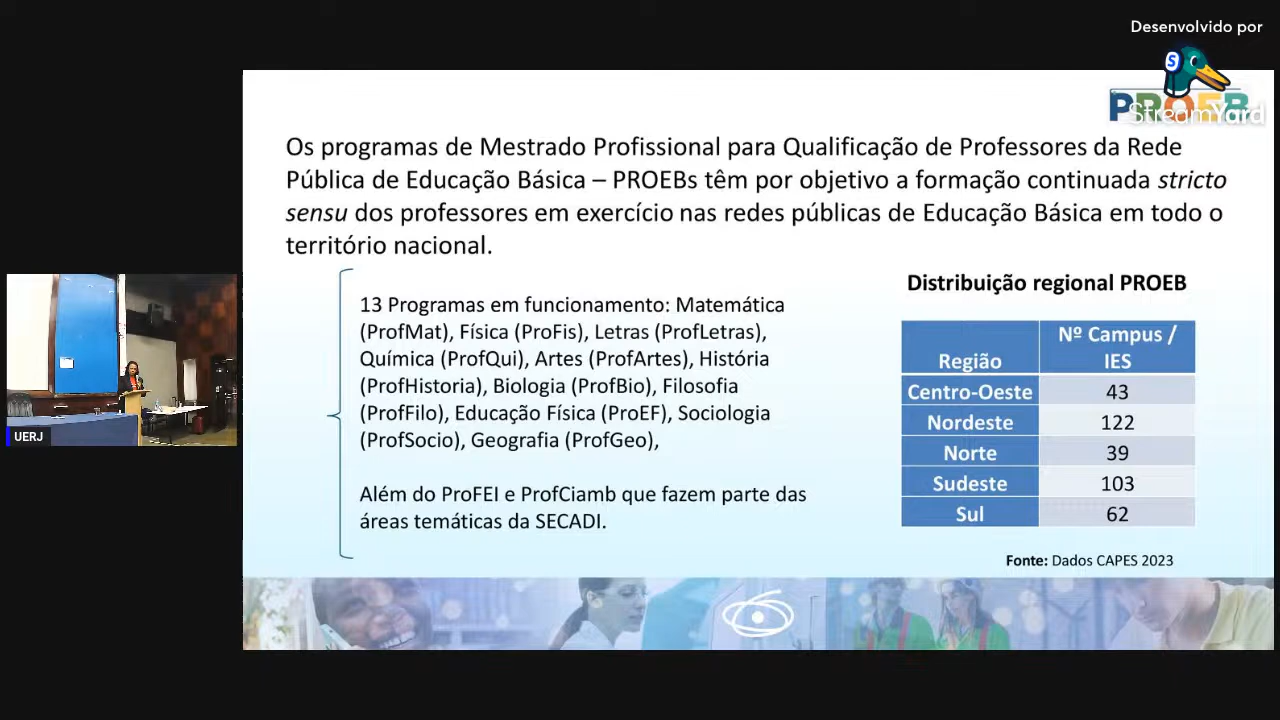 Desenvolvido por
S
PROEB
StreamYard
Os programas de Mestrado Profissional para Qualificação de Professores da Rede
Pública de Educação Básica – PROEBs têm por objetivo a formação continuada stricto
sensu dos professores em exercício nas redes públicas de Educação Básica em todo o
território nacional.
13 Programas em funcionamento: Matemática
(ProfMat), Física (ProFis), Letras (ProfLetras),
Química (ProfQui), Artes (ProfArtes), História
(ProfHistoria), Biologia (ProfBio), Filosofia
(ProfFilo), Educação Física (ProEF), Sociologia
(ProfSocio), Geografia (ProfGeo),
Além do ProFEI e ProfCiamb que fazem parte das
áreas temáticas da SECADI.
Distribuição regional PROEB
Região Nº Campus /
IES
Centro-Oeste 43
Nordeste 122
Norte 39
Sudeste 103
Sul 62
Fonte: Dados CAPES 2023
UERJ